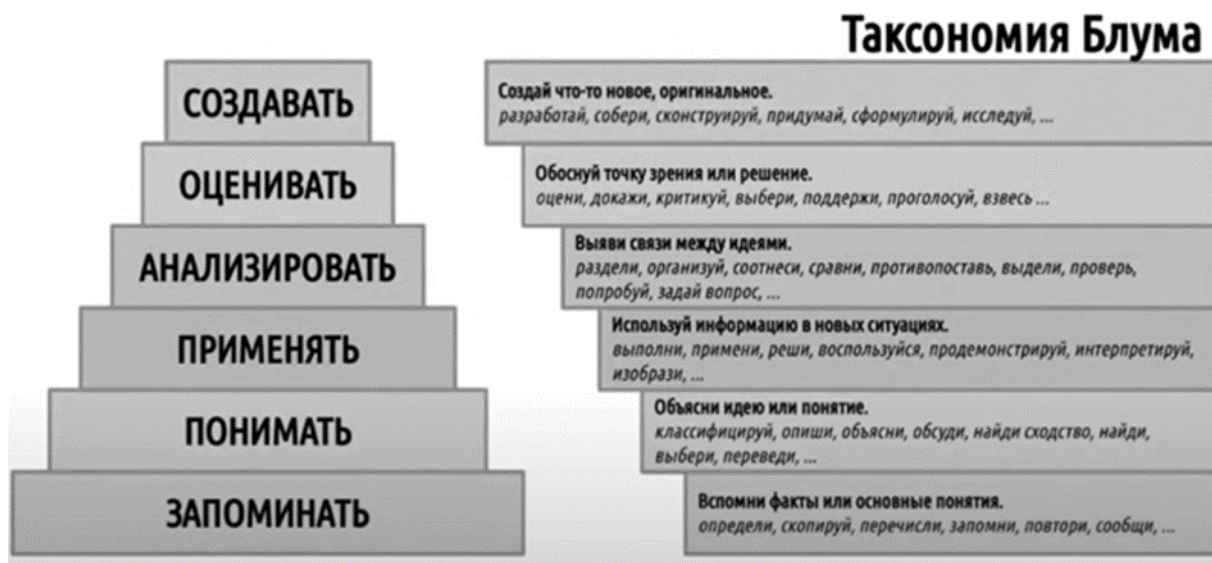 Таксономия Блума
СОЗДАВАТЬ
Создай что-то новое, оригинальное.
разработай, собери, сконструируй, придумай, сформулируй, исследуй, ...
ОЦЕНИВАТЬ
Обоснуй точку зрения или решение.
оцени, докажи, критикуй, выбери, поддержи, проголосуй, взвесь ...
АНАЛИЗИРОВАТЬ
Выяви связи между идеями.
раздели, организуй, соотнеси, сравни, противопоставь, выдели, проверь,
попробуй, задай вопрос, ...
ПРИМЕНЯТЬ
Используй информацию в новых ситуациях.
выполни, примени, реши, воспользуйся, продемонстрируй, интерпретируй,
изобрази, ...
ПОНИМАТЬ
Объясни идею или понятие.
классифицируй, опиши, объясни, обсуди, найди сходство, найди,
выбери, переведи, ...
ЗАПОМИНАТЬ
Вспомни факты или основные понятия.
определи, скопируй, перечисли, запомни, повтори, сообщи, ...